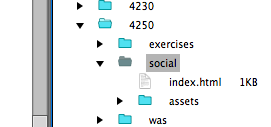 4230
4250
exercises
social
index.html 1KB
assets
was